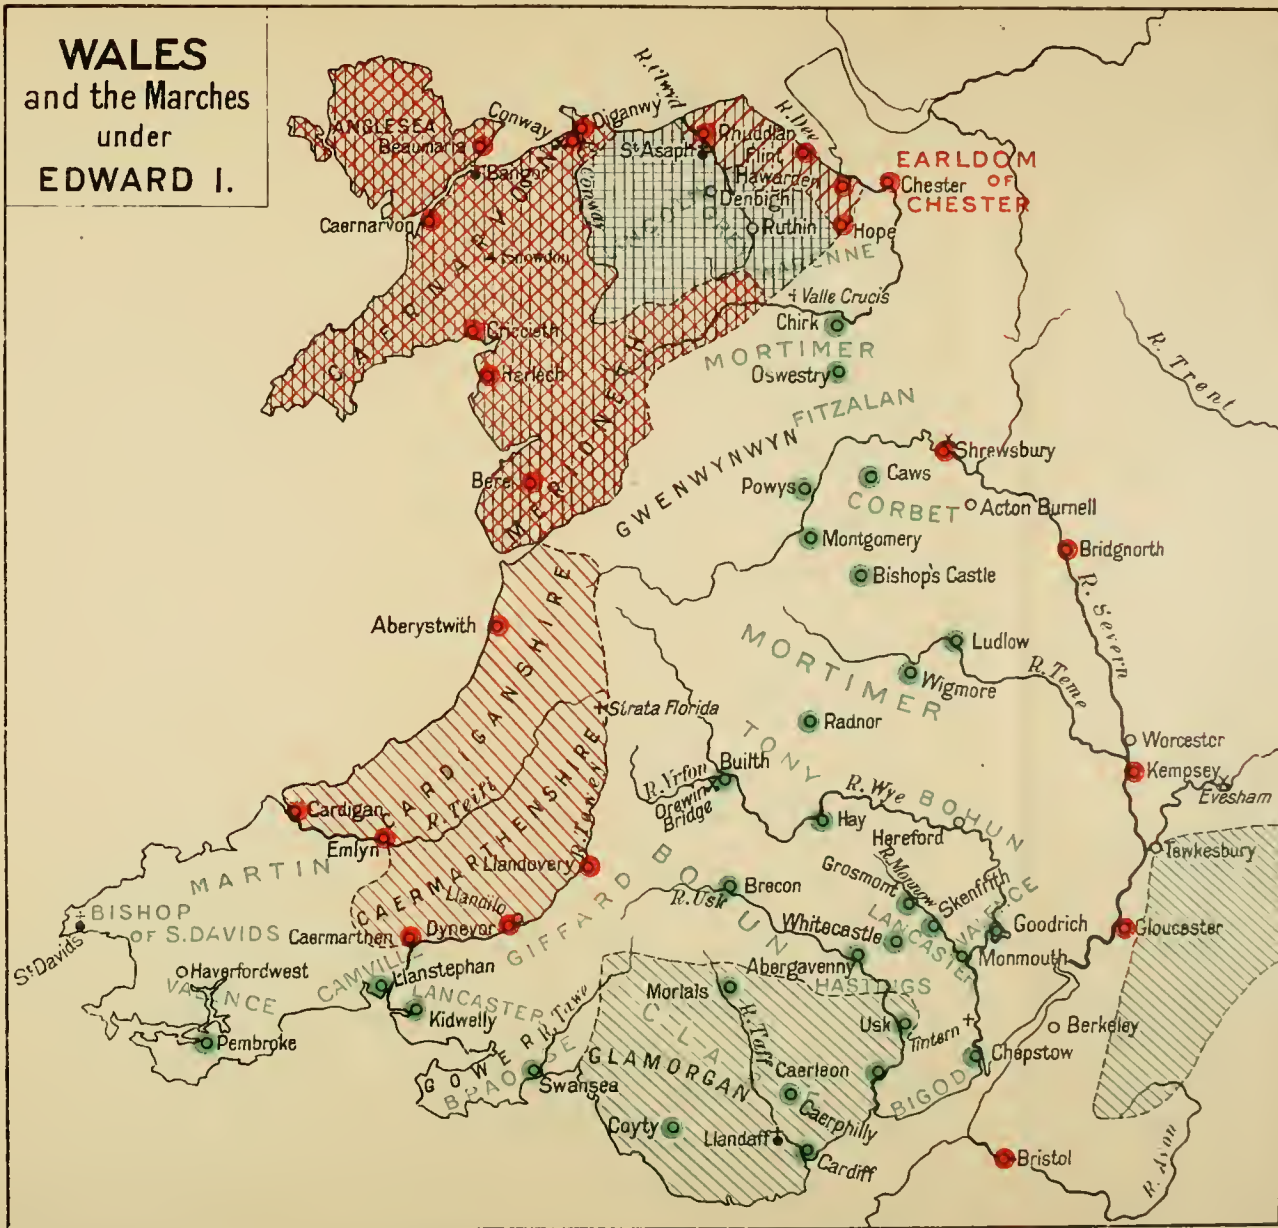 WALES
and the Marches
under
EDWARD I.
R. Clwyd
R. Dee
Conway
Diganwy
ANGLESEA
Beaumaris
Rhuddlan
St Asaph
Flint
Bangor
Hawarden
EARLDOM
OF
CHESTER
Chester
Conway
Denbigh
Caernarvon
Ruthin
Hope
Snowdon
WARENNE
Valle Crucis
CAERNARVON
Chirk
Criccieth
MORTIMER
Harlech
Oswestry
R. Trent
FITZALAN
MERIONETH
GWENWYNWYN
Shrewsbury
Bere
Powys
Caws
CORBET
Acton Burnell
Montgomery
Bridgnorth
Bishop's Castle
R. Severn
Aberystwith
CARDIGANSHIRE
Ludlow
MORTIMER
Wigmore
R. Teme
Strata Florida
Radnor
TONY
Worcester
Builth
Kempsey
R. Yrfon
Orewin
Bridge
R. Wye
Evesham
Cardigan
R. Teifi
BOHUN
Hay
Hereford
Emlyn
R. Towey
Tewkesbury
MARTIN
CAERMARTHENSHIRE
Llandovery
BOHUN
R. Monnow
Grosmont
Skenfrith
Brecon
R. Usk
BISHOP
OF S. DAVIDS
St Davids
Llandilo
Dynevor
Caermarthen
GIFFARD
Whitecastle
LANCASTER
VALENCE
Goodrich
Gloucester
Monmouth
Abergavenny
HASTINGS
Haverfordwest
VALENCE
CAMVILLE
Llanstephan
LANCASTER
Kidwelly
R. Tawe
Morlais
CLARE
R. Taff
Usk
Tintern
Berkeley
Pembroke
GOWER
BRAOSE
Swansea
GLAMORGAN
Caerleon
Chepstow
BIGOD
Caerphilly
Coyty
Llandaff
Cardiff
Bristol
R. Avon